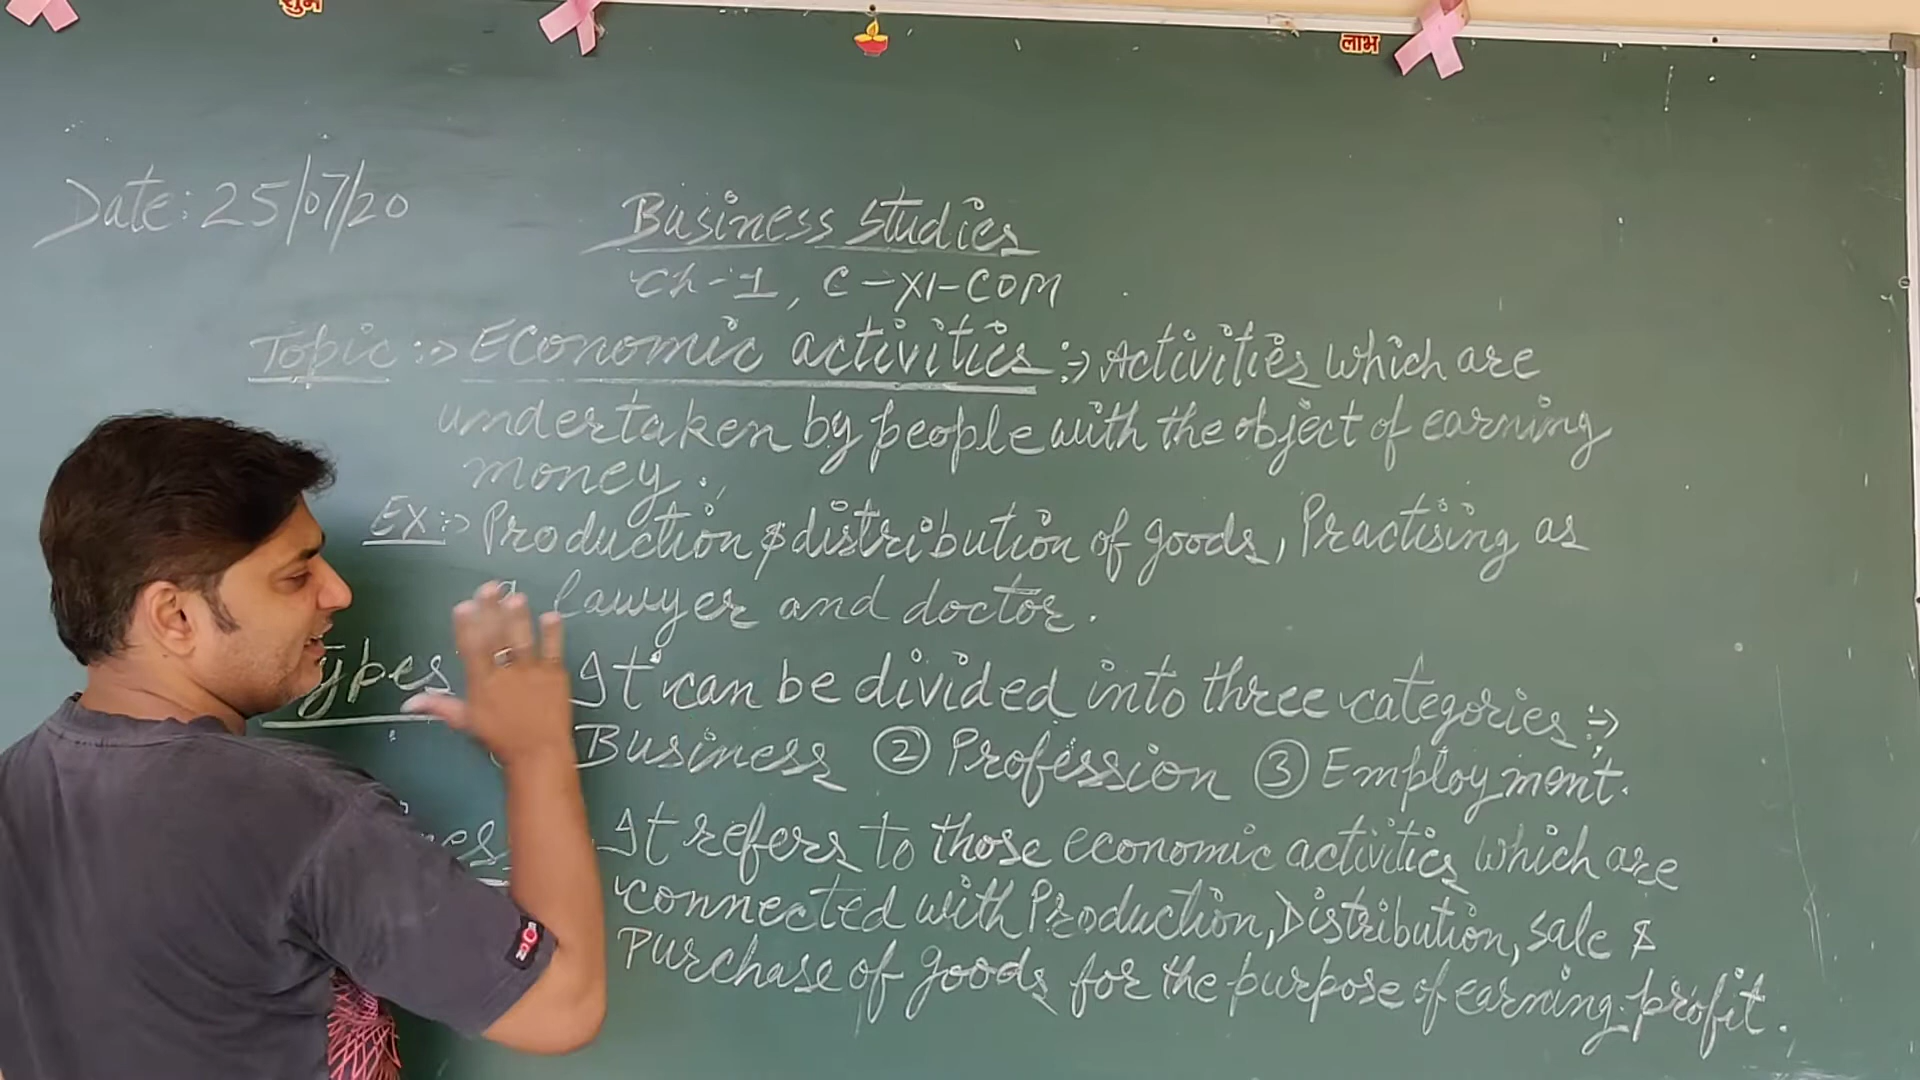 शुभ
लाभ
Date: 25/07/20
Business Studies
Ch-1, C-XI-COM
Topic :-> Economic activities :-> Activities which are
undertaken by people with the object of earning
money.
EX :-> Production & distribution of goods, Practising as
a lawyer and doctor.
It can be divided into three categories :->
Business ② Profession ③ Employment.
It refers to those economic activities which are
connected with Production, Distribution, sale &
Purchase of goods for the purpose of earning profit.